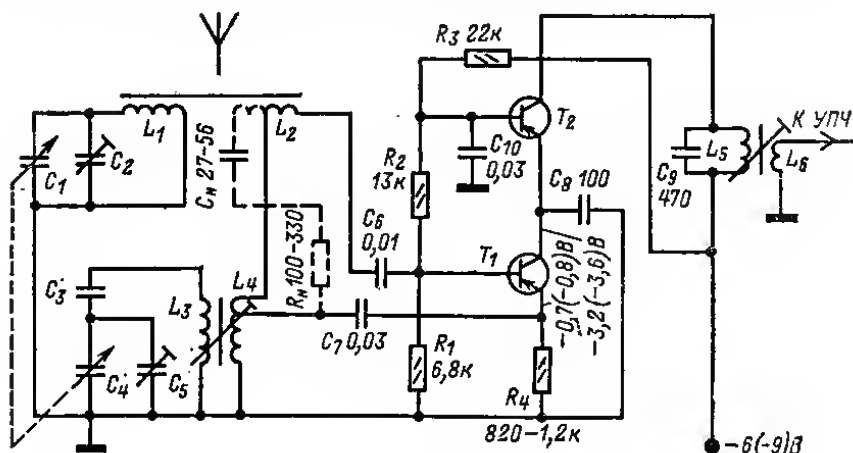 R3 22к
L1
L2
C1
C2
Cн 27-56
R2
13к
C10
0,03
T2
C8 100
C9
470
L5
L6
К УПЧ
C6
0,01
T1
-0,7(-0,8)В
-3,2(-3,6)В
C3
L3
L4
Rн 100-330
C4
C5
C7 0,03
R1
6,8к
R4
820-1,2к
-6(-9)В